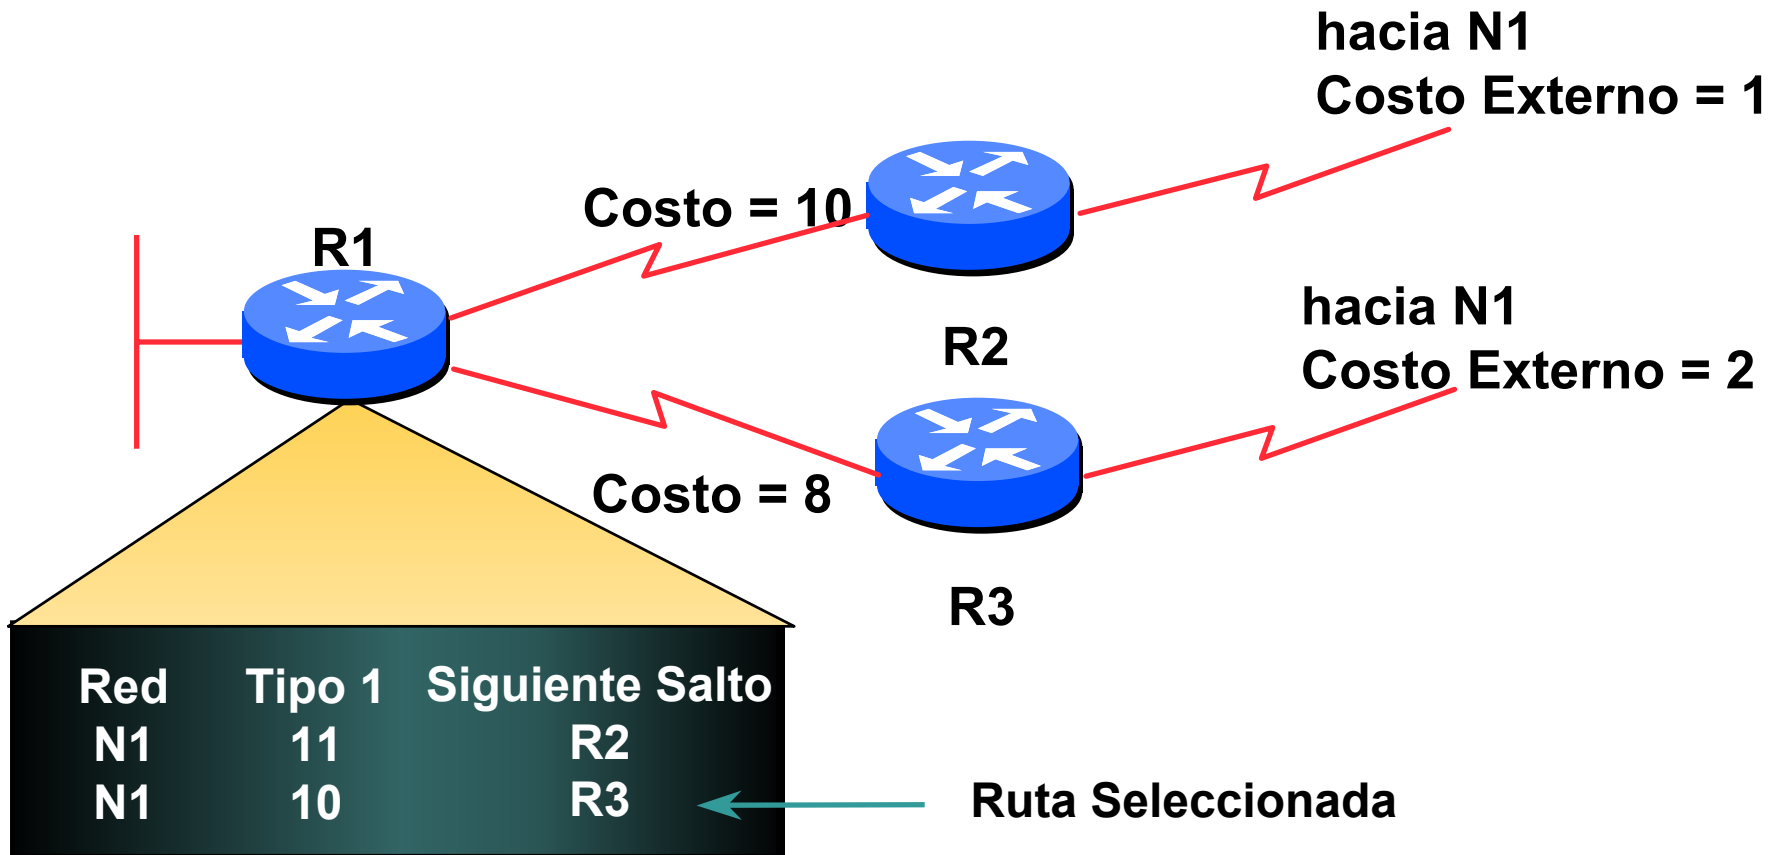 hacia N1
Costo Externo = 1
Costo = 10
R1
hacia N1
Costo Externo = 2
R2
Costo = 8
R3
Red Tipo 1 Siguiente Salto
N1 11 R2
N1 10 R3
Ruta Seleccionada